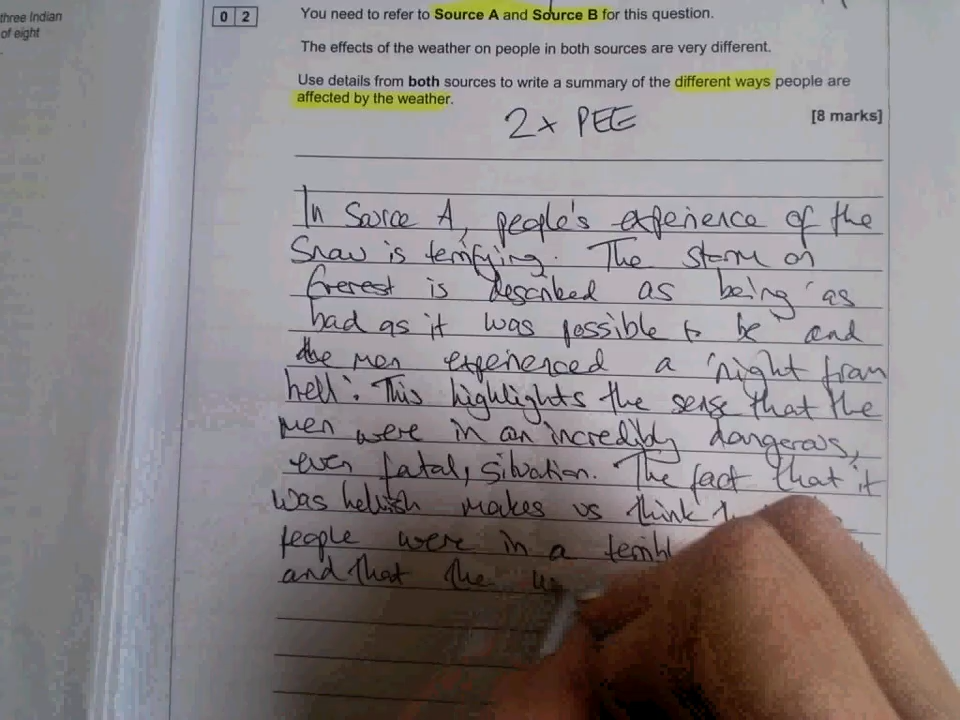 three Indian
of eight
0 2
You need to refer to Source A and Source B for this question.
The effects of the weather on people in both sources are very different.
Use details from both sources to write a summary of the different ways people are
affected by the weather.
2x PEE
[8 marks]
In Source A, people's experience of the
Snow is terrifying. The storm on
Everest is described as being 'as
bad as it was possible to be' and
the men experienced a 'night from
hell'. This highlights the sense that the
men were in an incredibly dangerous,
even fatal, situation. The fact that it
was hellish makes us think
people were in a
and that the